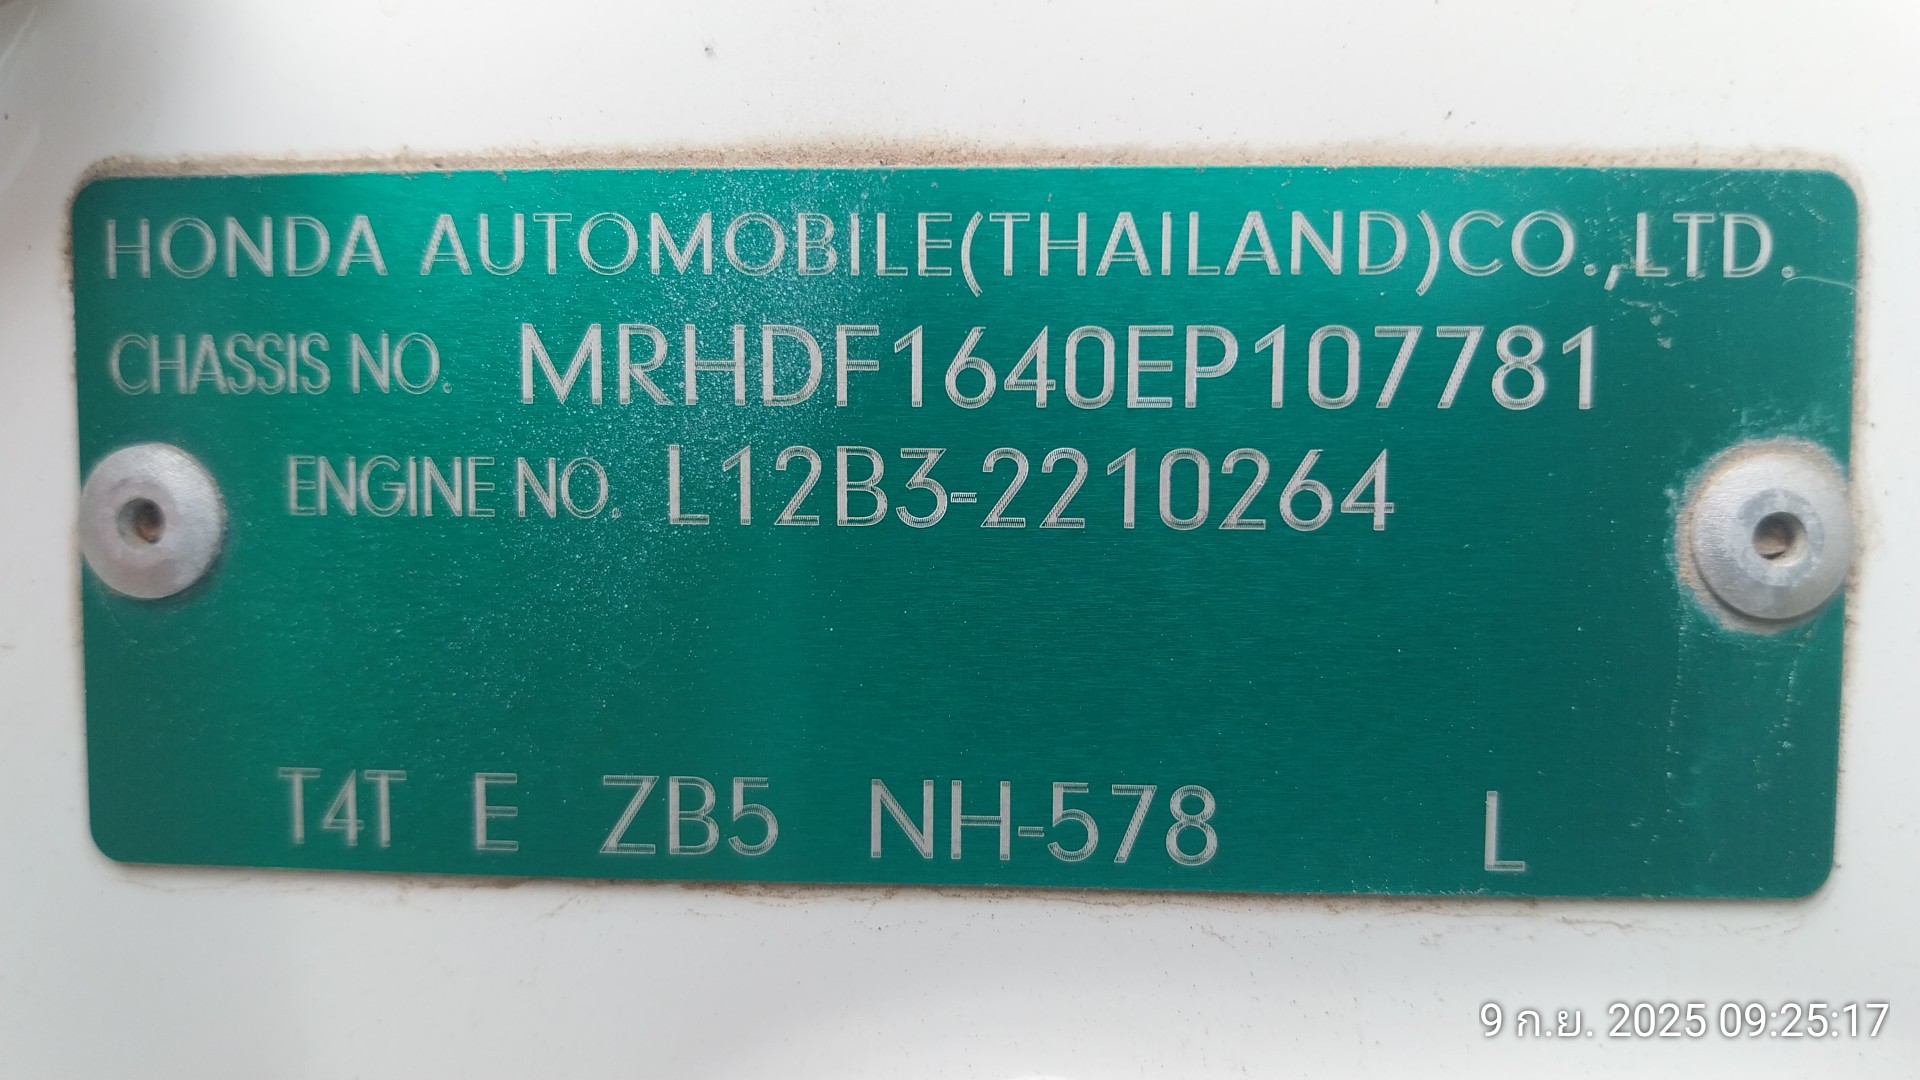 HONDA AUTOMOBILE(THAILAND)CO.,LTD.
CHASSIS NO. MRHDF1640EP107781
ENGINE NO. L12B3-2210264
T4T E ZB5 NH-578 L
9 ก.ย. 2025 09:25:17